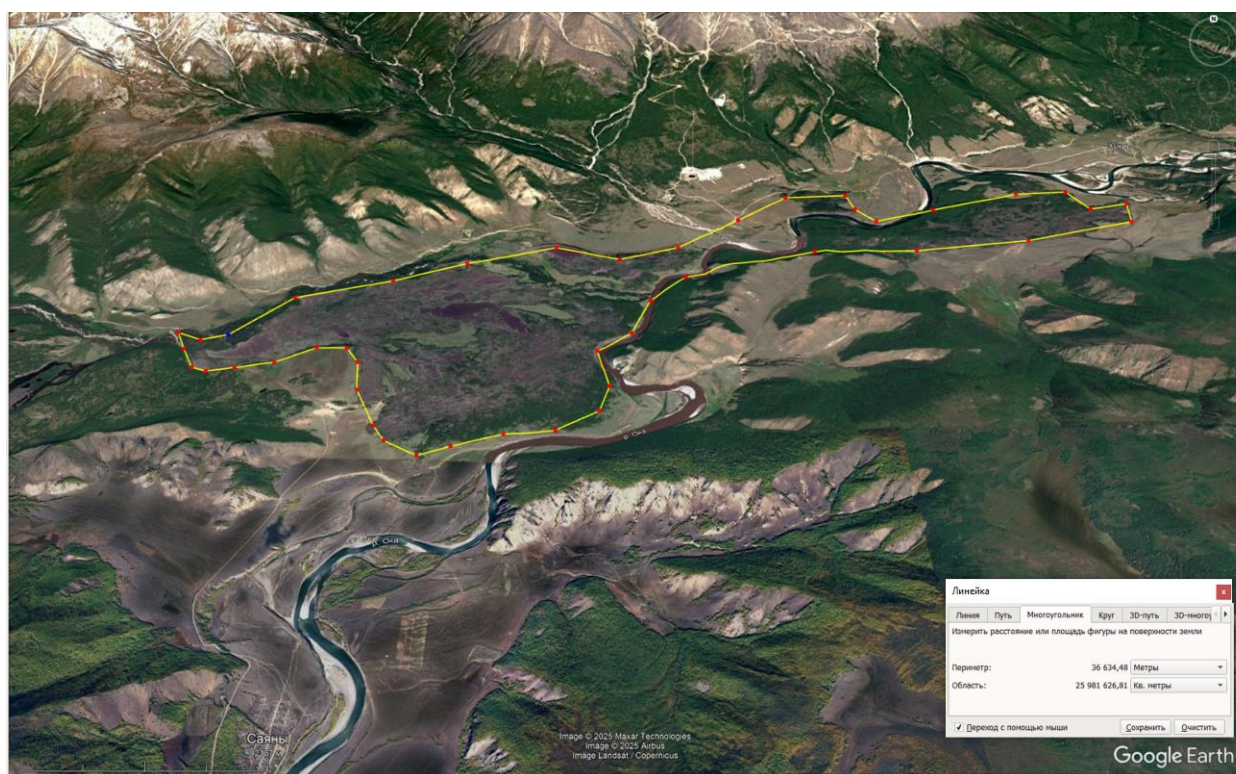 N
р. Ока
р. Ока
Саяны
Линейка
Линия Путь Многоугольник Круг 3D-путь 3D-многоу
Измерить расстояние или площадь фигуры на поверхности земли
Периметр: 36 634,48 Метры
Область: 25 981 626,81 Кв. метры
Переход с помощью мыши Сохранить Очистить
Image © 2025 Maxar Technologies
Image © 2025 Airbus
Image Landsat / Copernicus
Google Earth